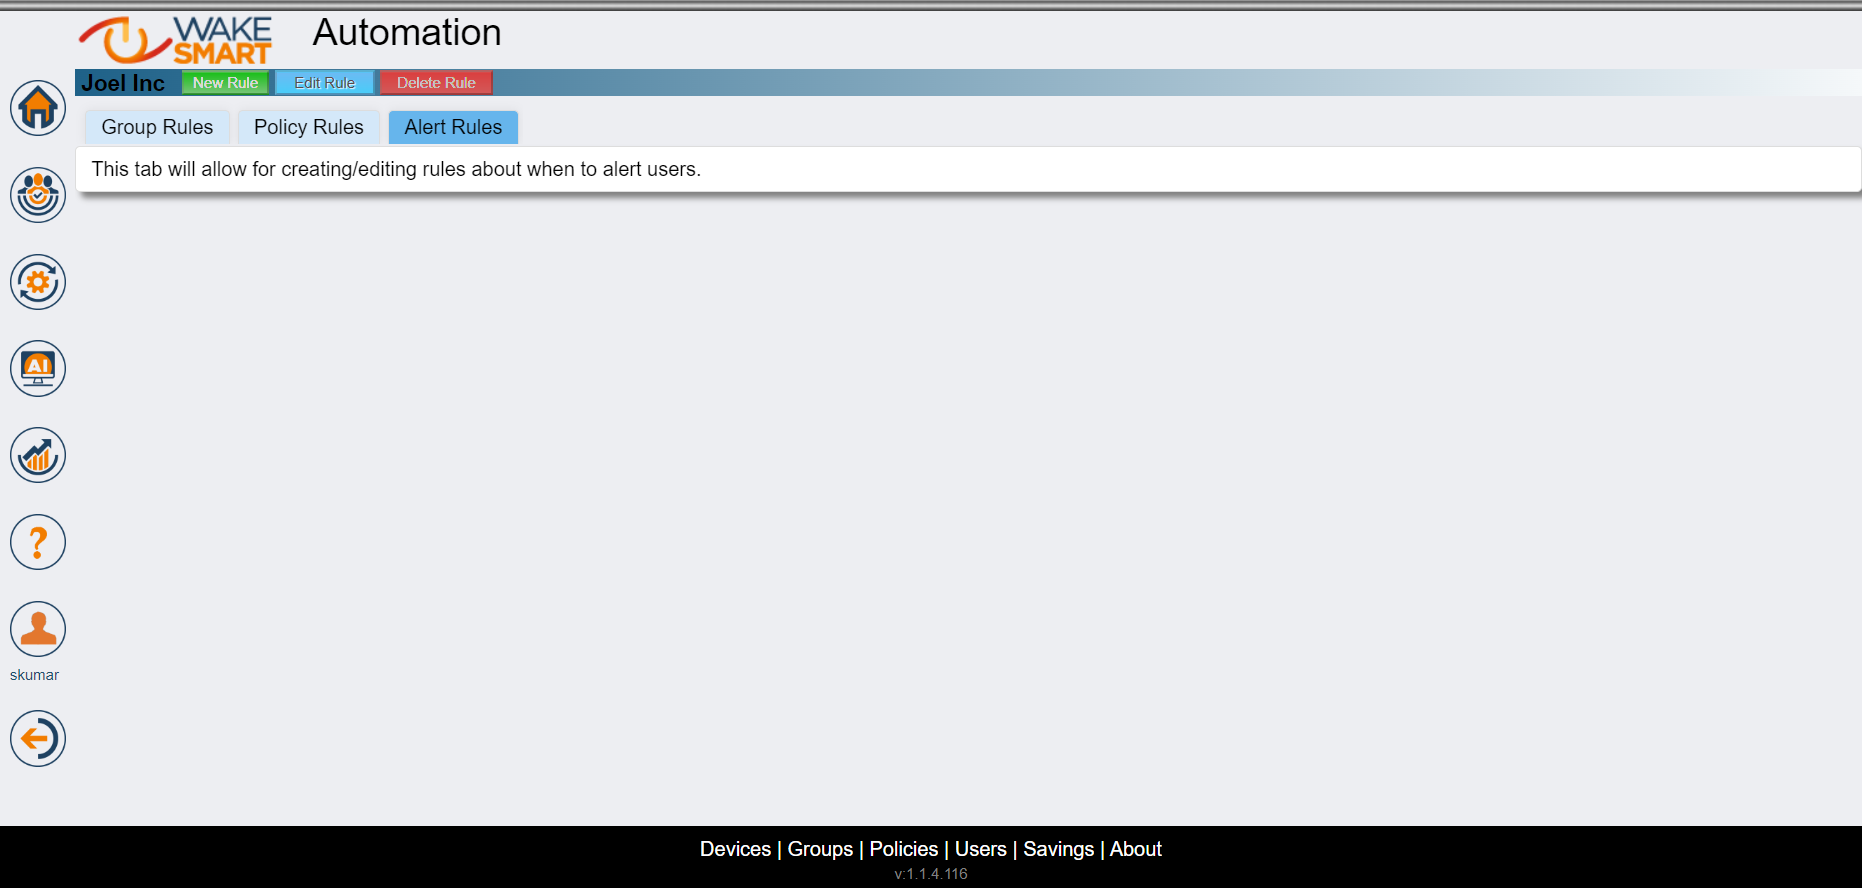 WAKE
SMART
Automation
Joel Inc New Rule Edit Rule Delete Rule
Group Rules Policy Rules Alert Rules
This tab will allow for creating/editing rules about when to alert users.
AI
?
skumar
Devices | Groups | Policies | Users | Savings | About
v:1.1.4.116